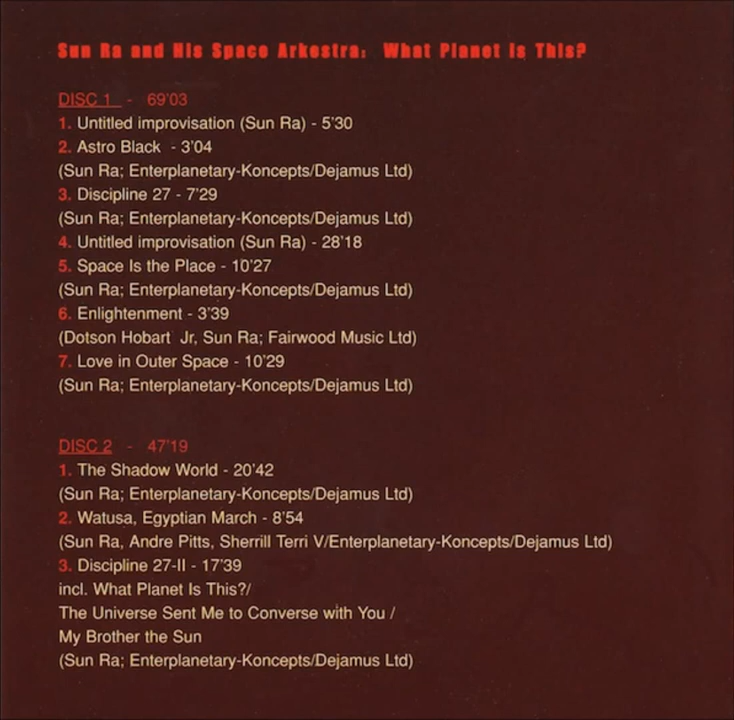 Sun Ra and His Space Arkestra: What Planet Is This?
DISC 1 - 69'03
1. Untitled improvisation (Sun Ra) - 5'30
2. Astro Black - 3'04
(Sun Ra; Enterplanetary-Koncepts/Dejamus Ltd)
3. Discipline 27 - 7'29
(Sun Ra; Enterplanetary-Koncepts/Dejamus Ltd)
4. Untitled improvisation (Sun Ra) - 28'18
5. Space Is the Place - 10'27
(Sun Ra; Enterplanetary-Koncepts/Dejamus Ltd)
6. Enlightenment - 3'39
(Dotson Hobart Jr, Sun Ra; Fairwood Music Ltd)
7. Love in Outer Space - 10'29
(Sun Ra; Enterplanetary-Koncepts/Dejamus Ltd)
DISC 2 - 47'19
1. The Shadow World - 20'42
(Sun Ra; Enterplanetary-Koncepts/Dejamus Ltd)
2. Watusa, Egyptian March - 8'54
(Sun Ra, Andre Pitts, Sherrill Terri V/Enterplanetary-Koncepts/Dejamus Ltd)
3. Discipline 27-II - 17'39
incl. What Planet Is This?/
The Universe Sent Me to Converse with You /
My Brother the Sun
(Sun Ra; Enterplanetary-Koncepts/Dejamus Ltd)